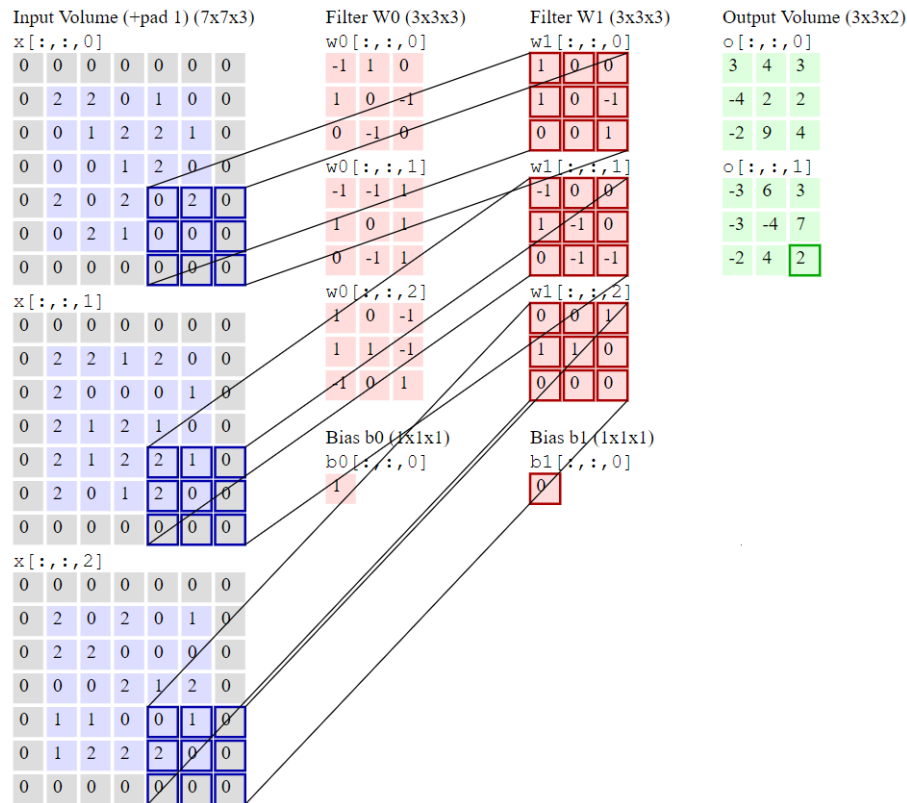 Input Volume (+pad 1) (7x7x3)
x[:,:,0]
0 0 0 0 0 0 0
0 2 2 0 1 0 0
0 0 1 2 2 1 0
0 0 0 1 2 0 0
0 2 0 2 0 2 0
0 0 2 1 0 0 0
0 0 0 0 0 0 0
x[:,:,1]
0 0 0 0 0 0 0
0 2 2 1 2 0 0
0 2 0 0 0 1 0
0 2 1 2 1 0 0
0 2 1 2 2 1 0
0 2 0 1 2 0 0
0 0 0 0 0 0 0
x[:,:,2]
0 0 0 0 0 0 0
0 2 0 2 0 1 0
0 2 2 0 0 0 0
0 0 0 2 1 2 0
0 1 1 0 0 1 0
0 1 2 2 2 0 0
0 0 0 0 0 0 0
Filter W0 (3x3x3)
w0[:,:,0]
-1 1 0
1 0 -1
0 -1 0
w0[:,:,1]
-1 -1 1
1 0 1
0 -1 1
w0[:,:,2]
1 0 -1
1 1 -1
-1 0 1
Bias b0 (1x1x1)
b0[:,:,0]
1
Filter W1 (3x3x3)
w1[:,:,0]
1 0 0
1 0 -1
0 0 1
w1[:,:,1]
-1 0 0
1 -1 0
0 -1 -1
w1[:,:,2]
0 0 1
1 1 0
0 0 0
Bias b1 (1x1x1)
b1[:,:,0]
0
Output Volume (3x3x2)
o[:,:,0]
3 4 3
-4 2 2
-2 9 4
o[:,:,1]
-3 6 3
-3 -4 7
-2 4 2